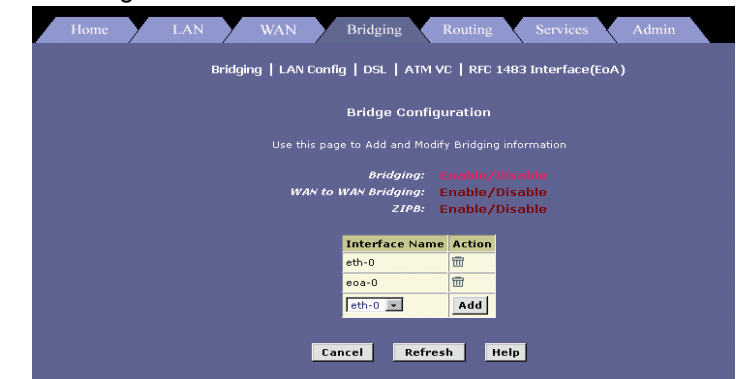 Home LAN WAN Bridging Routing Services Admin
Bridging | LAN Config | DSL | ATM VC | RFC 1483 Interface(EoA)
Bridge Configuration
Use this page to Add and Modify Bridging information
Bridging: Enable/Disable
WAN to WAN Bridging: Enable/Disable
ZIPB: Enable/Disable
Interface Name Action
eth-0
eoa-0
eth-0 Add
Cancel Refresh Help